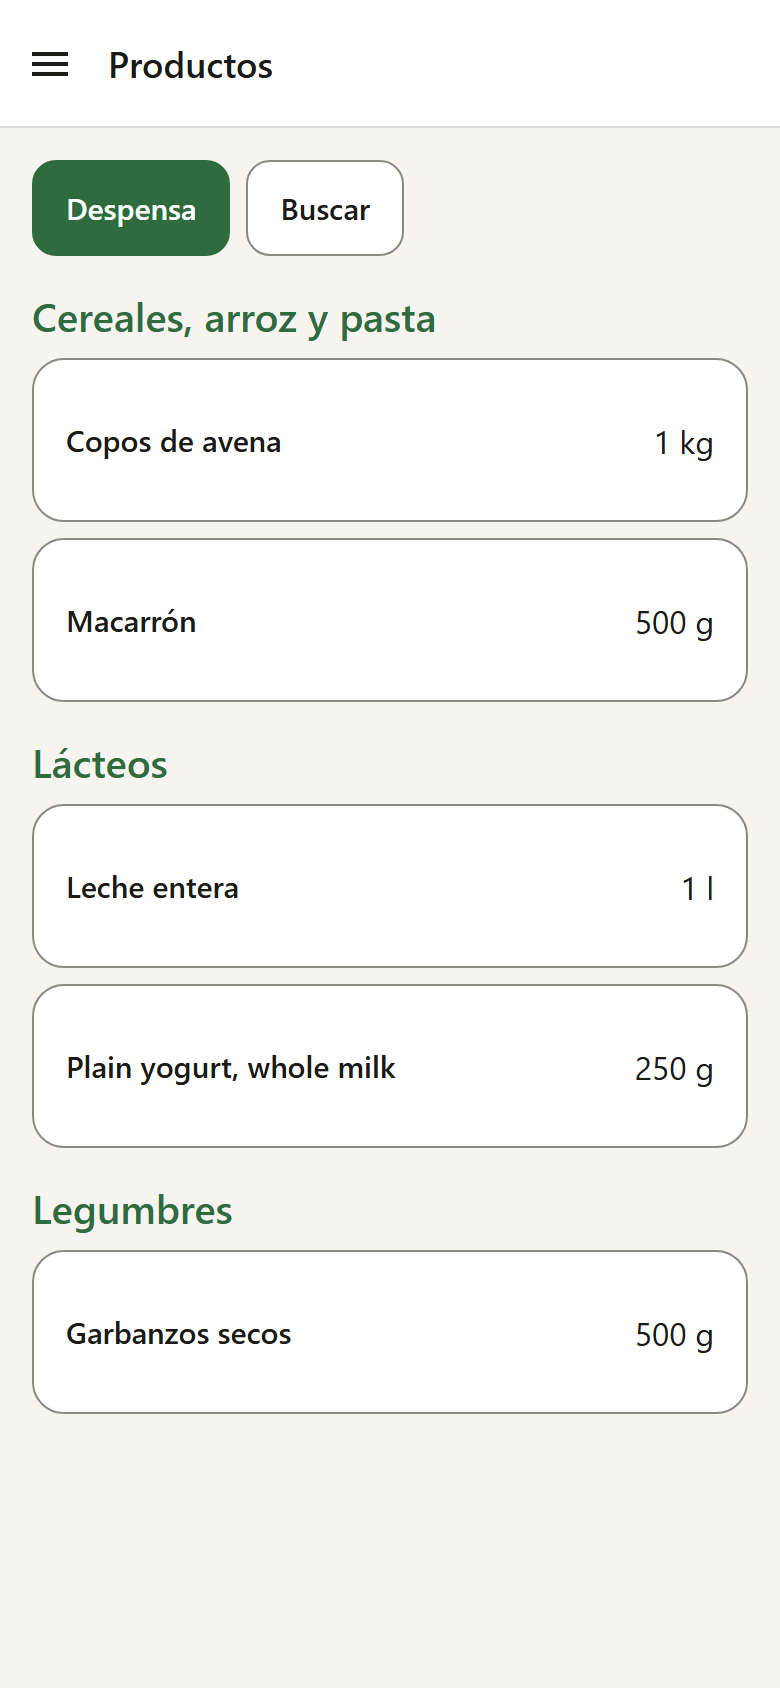 Productos
Despensa
Buscar
Cereales, arroz y pasta
Copos de avena 1 kg
Macarrón 500 g
Lácteos
Leche entera 1 l
Plain yogurt, whole milk 250 g
Legumbres
Garbanzos secos 500 g